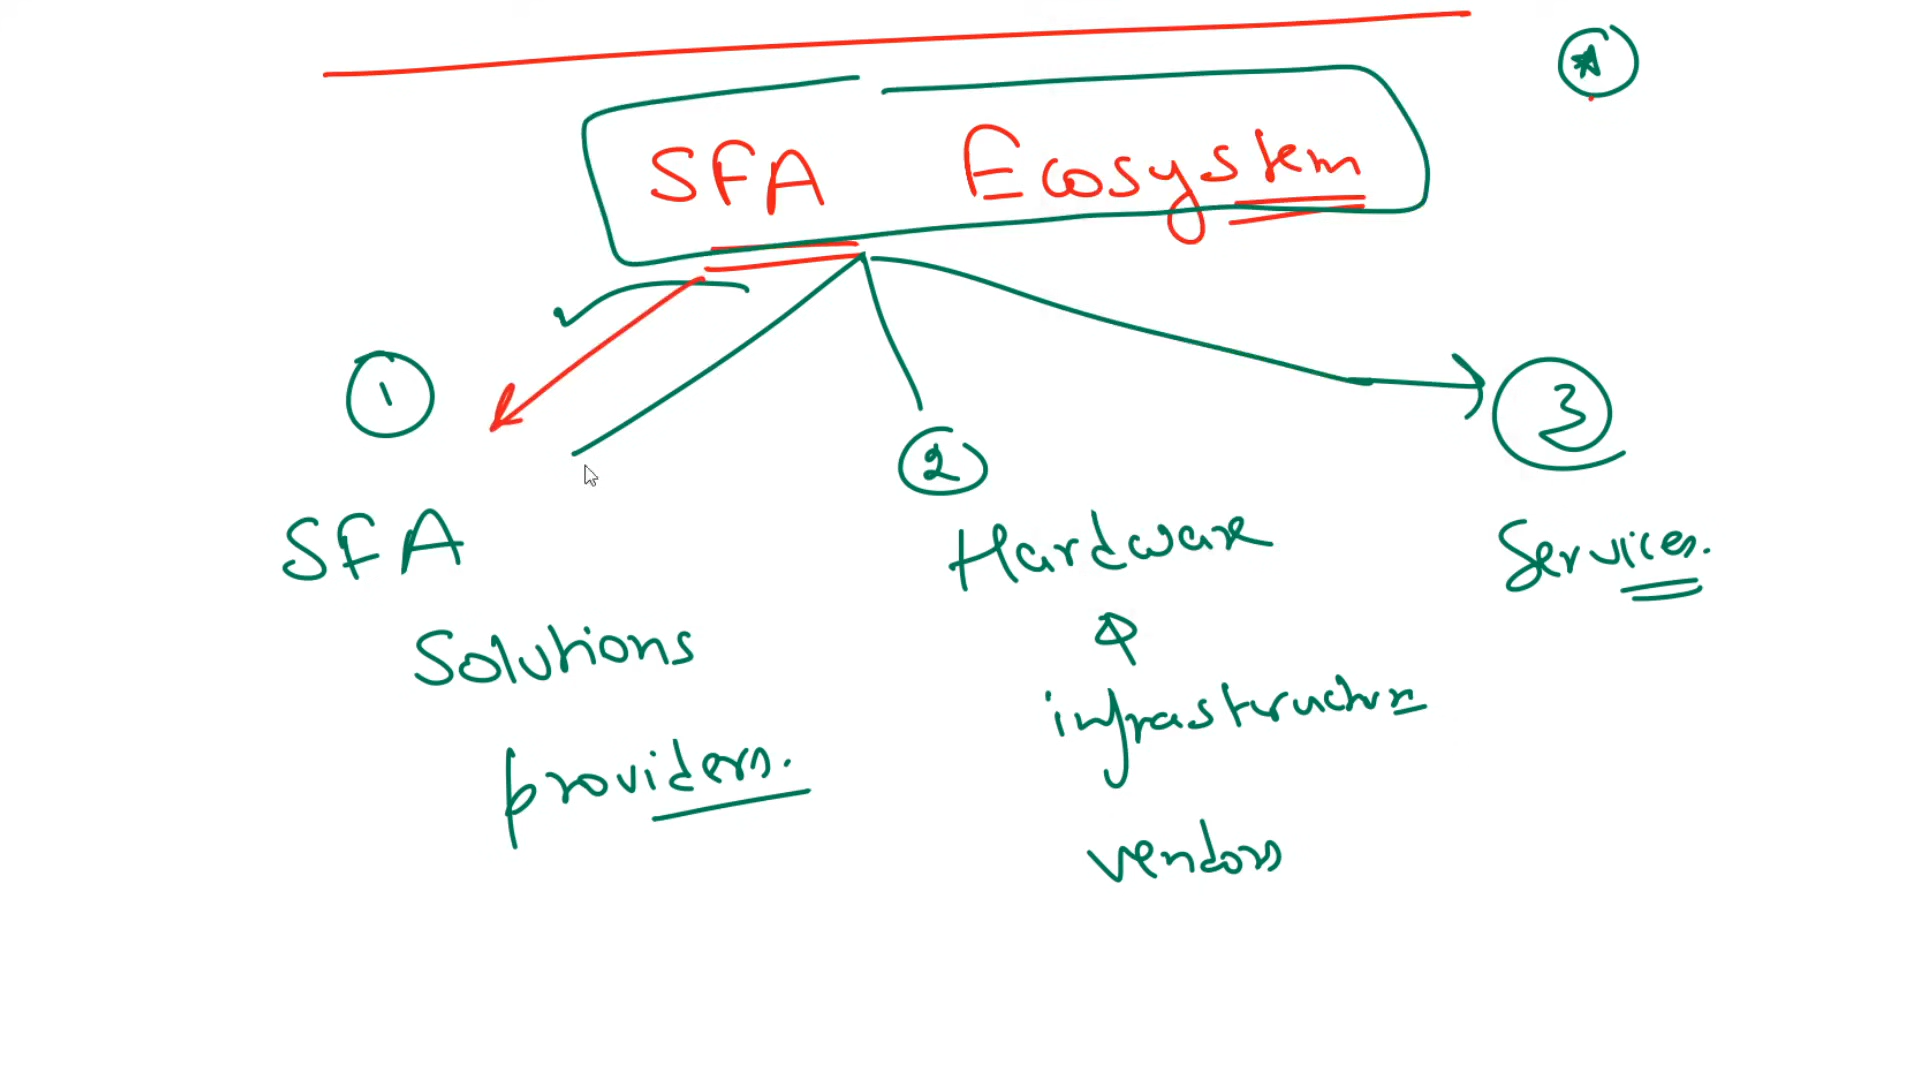 SFA Ecosystem
1
2
3
SFA
Solutions
providers.
Hardware
&
infrastructure
vendors
Services.